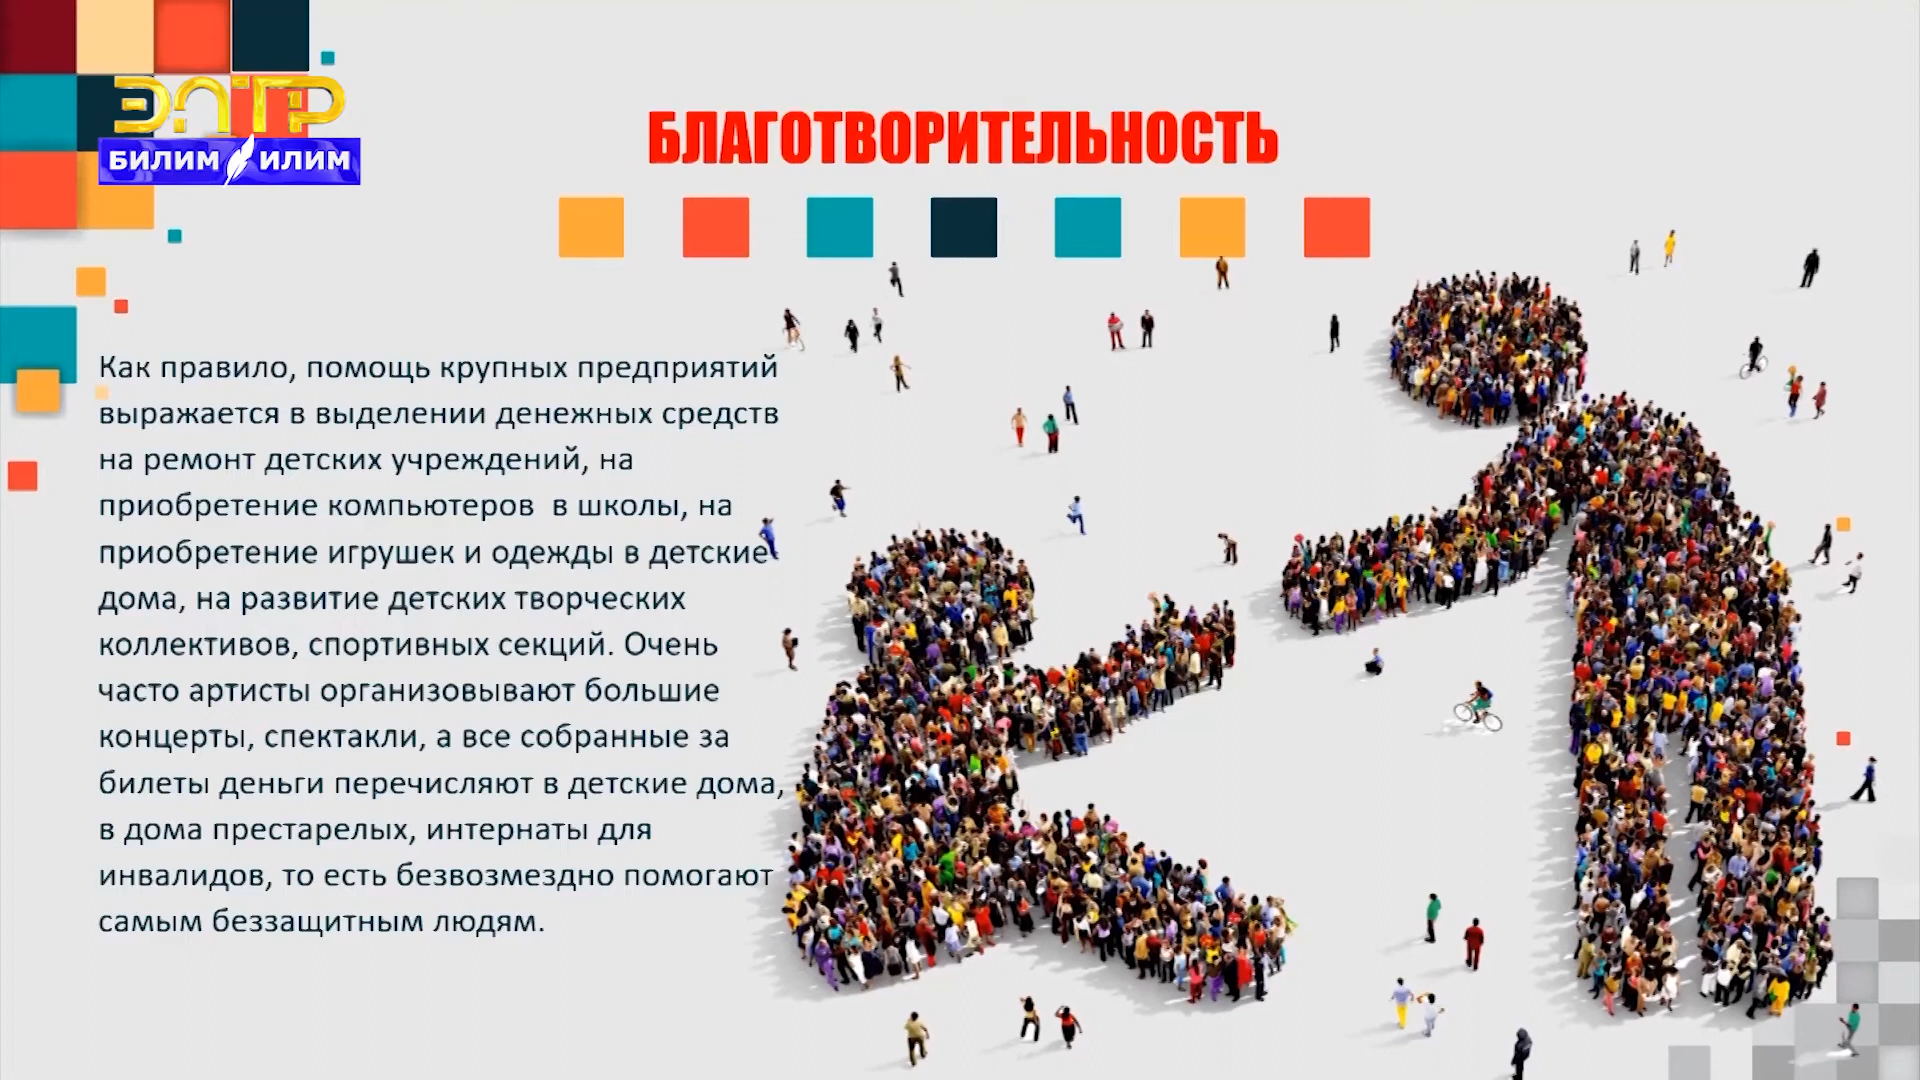 ЭЛТР
БИЛИМ ИЛИМ
БЛАГОТВОРИТЕЛЬНОСТЬ
Как правило, помощь крупных предприятий
выражается в выделении денежных средств
на ремонт детских учреждений, на
приобретение компьютеров  в школы, на
приобретение игрушек и одежды в детские
дома, на развитие детских творческих
коллективов, спортивных секций. Очень
часто артисты организовывают большие
концерты, спектакли, а все собранные за
билеты деньги перечисляют в детские дома,
в дома престарелых, интернаты для
инвалидов, то есть безвозмездно помогают
самым беззащитным людям.